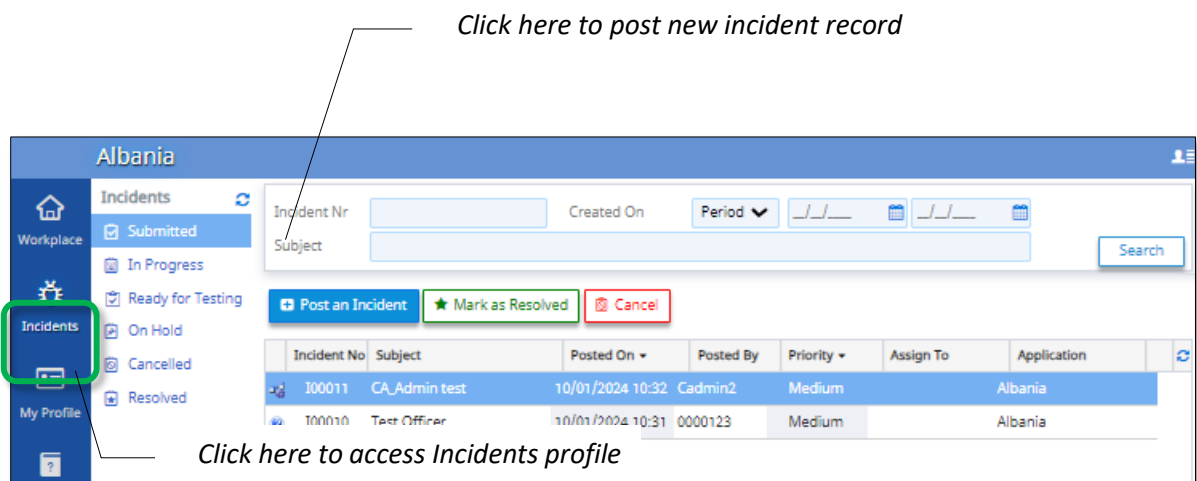 Click here to post new incident record
Albania
Workplace
Incidents
My Profile
Incidents
Submitted
In Progress
Ready for Testing
On Hold
Cancelled
Resolved
Incident Nr Created On Period _/_/__ _/_/__
Subject
Search
Post an Incident Mark as Resolved Cancel
Incident No Subject Posted On Posted By Priority Assign To Application
I00011 CA_Admin test 10/01/2024 10:32 Cadmin2 Medium Albania
I00010 Test Officer 10/01/2024 10:31 0000123 Medium Albania
Click here to access Incidents profile